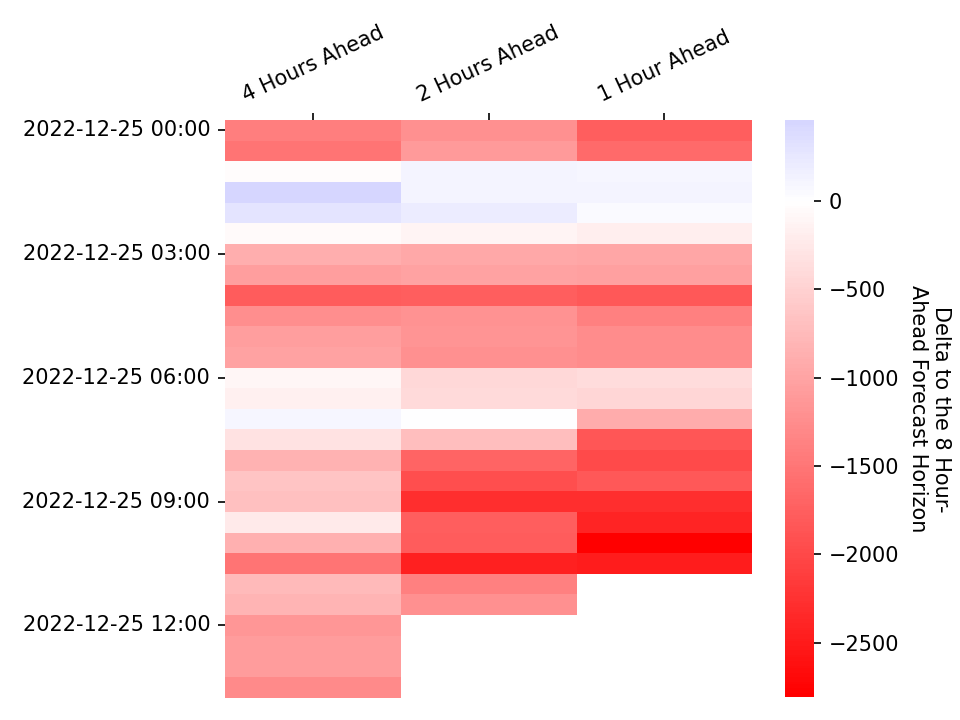 4 Hours Ahead
2 Hours Ahead
1 Hour Ahead
2022-12-25 00:00
2022-12-25 03:00
2022-12-25 06:00
2022-12-25 09:00
2022-12-25 12:00
0
−500
−1000
−1500
−2000
−2500
Delta to the 8 Hour-
Ahead Forecast Horizon